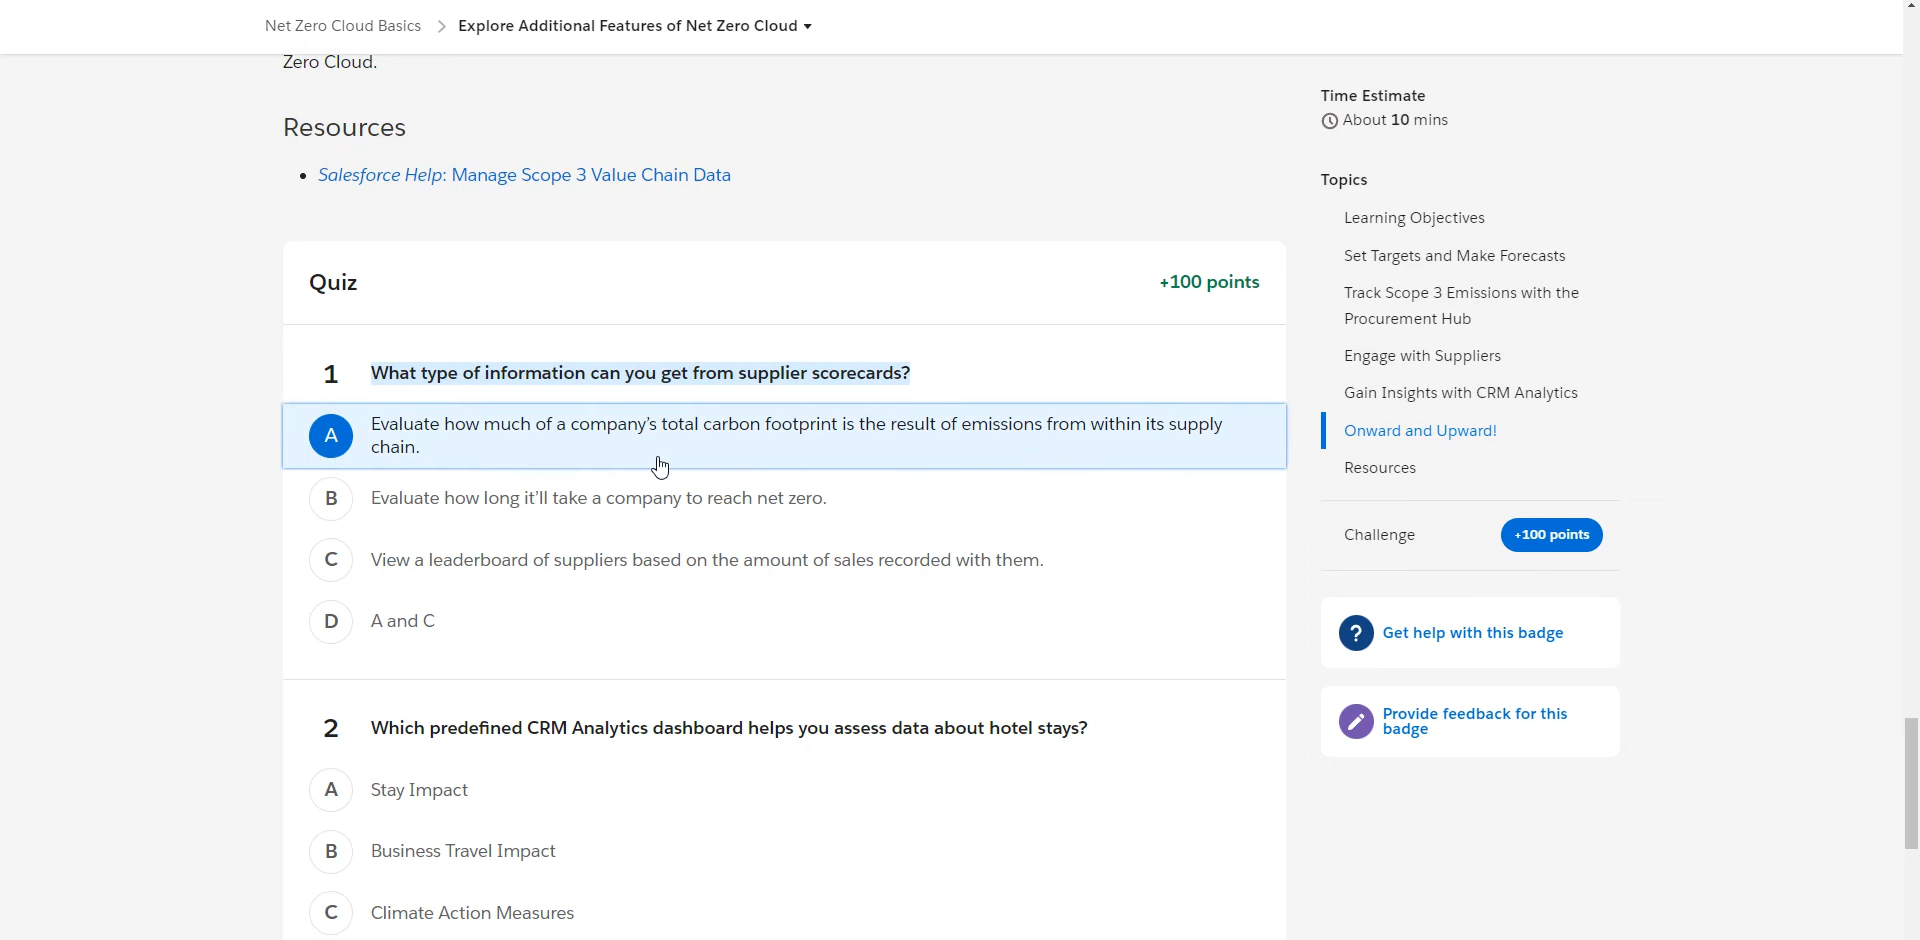 Net Zero Cloud Basics
Explore Additional Features of Net Zero Cloud
Zero Cloud.
Resources
Salesforce Help: Manage Scope 3 Value Chain Data
Quiz
+100 points
1 What type of information can you get from supplier scorecards?
A Evaluate how much of a company’s total carbon footprint is the result of emissions from within its supply
chain.
B Evaluate how long it’ll take a company to reach net zero.
C View a leaderboard of suppliers based on the amount of sales recorded with them.
D A and C
2 Which predefined CRM Analytics dashboard helps you assess data about hotel stays?
A Stay Impact
B Business Travel Impact
C Climate Action Measures
Time Estimate
About 10 mins
Topics
Learning Objectives
Set Targets and Make Forecasts
Track Scope 3 Emissions with the
Procurement Hub
Engage with Suppliers
Gain Insights with CRM Analytics
Onward and Upward!
Resources
Challenge
+100 points
? Get help with this badge
Provide feedback for this
badge